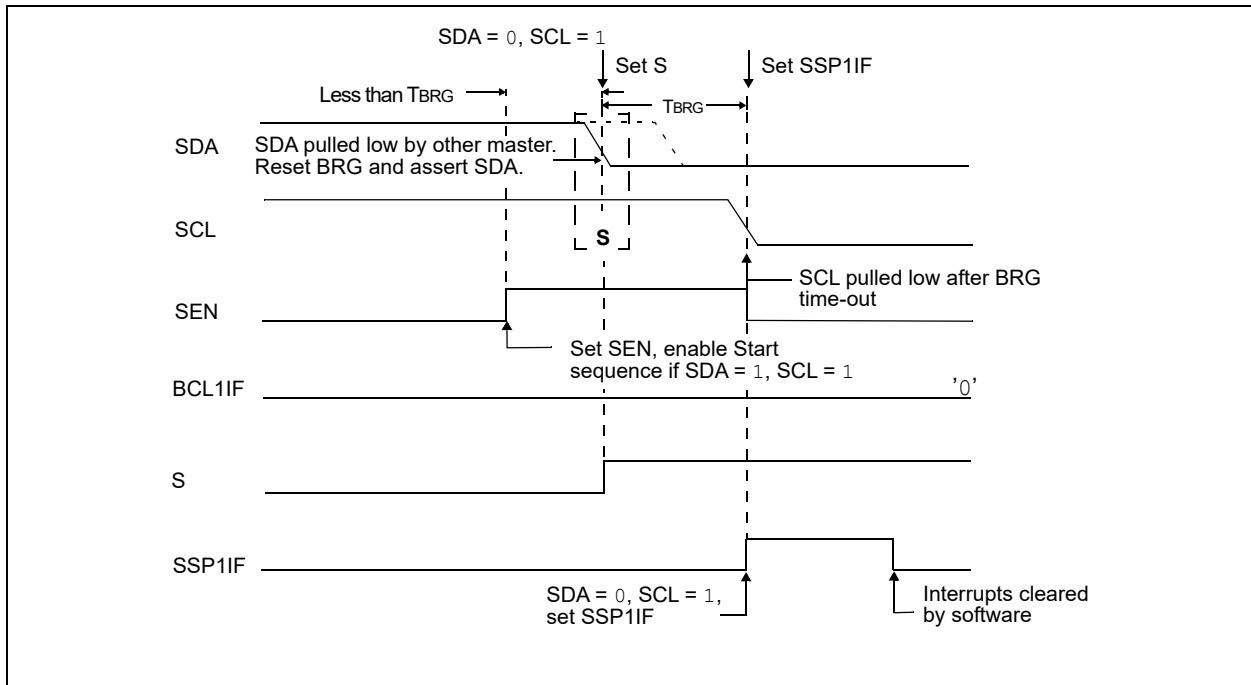 SDA = 0, SCL = 1
Set S
Set SSP1IF
Less than TBRG
TBRG
SDA
SDA pulled low by other master.
Reset BRG and assert SDA.
SCL
S
SCL pulled low after BRG
time-out
SEN
Set SEN, enable Start
sequence if SDA = 1, SCL = 1
BCL1IF
'0'
S
SSP1IF
SDA = 0, SCL = 1,
set SSP1IF
Interrupts cleared
by software